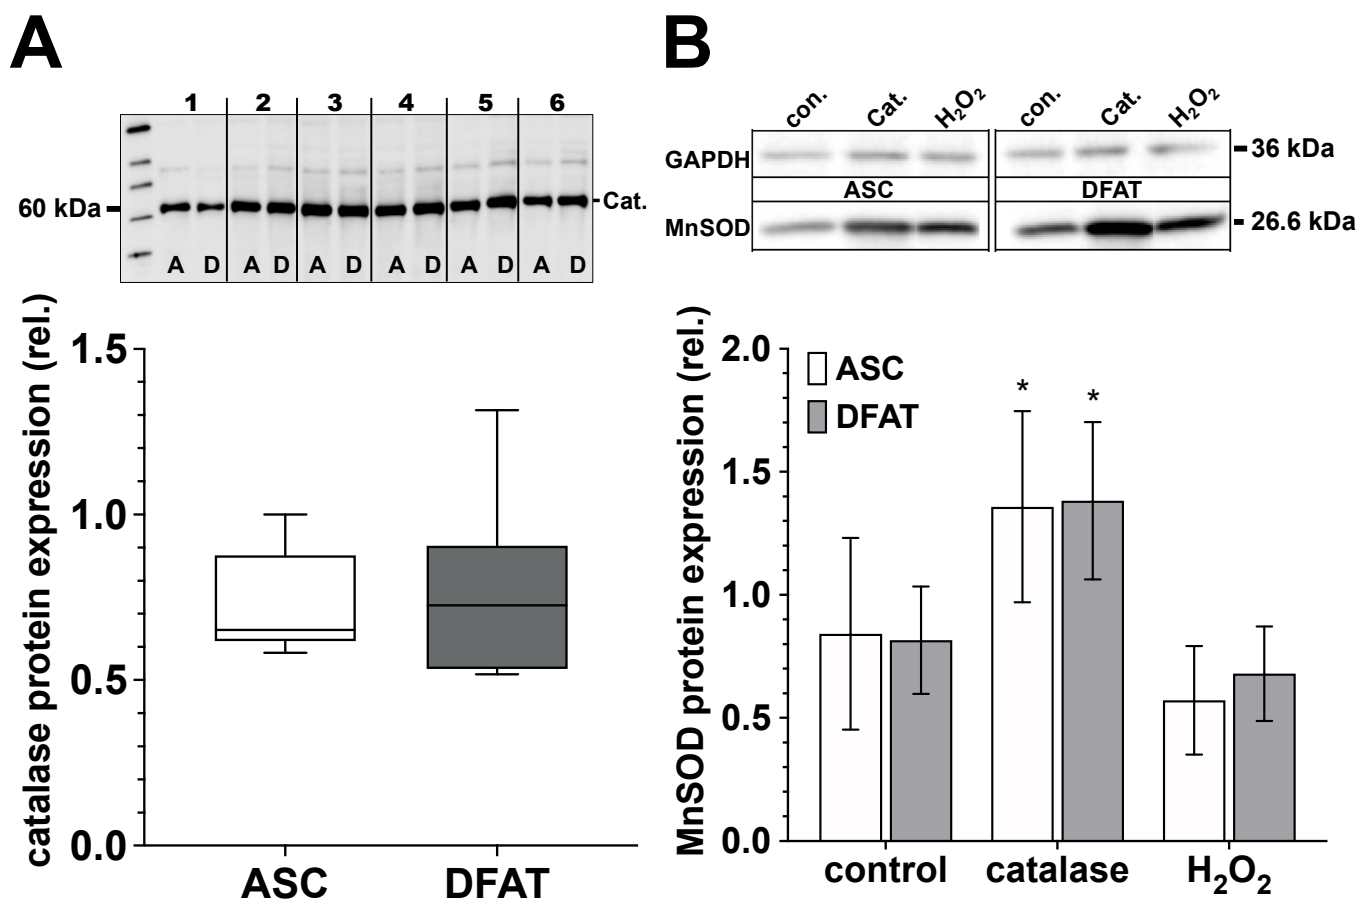 A
1 2 3 4 5 6
60 kDa
Cat.
A D A D A D A D A D A D
catalase protein expression (rel.)
1.5
1.0
0.5
0.0
ASC DFAT
B
con. Cat. H₂O₂ con. Cat. H₂O₂
GAPDH
36 kDa
ASC DFAT
MnSOD
26.6 kDa
MnSOD protein expression (rel.)
2.0
1.5
1.0
0.5
0.0
ASC
DFAT
* *
control catalase H₂O₂